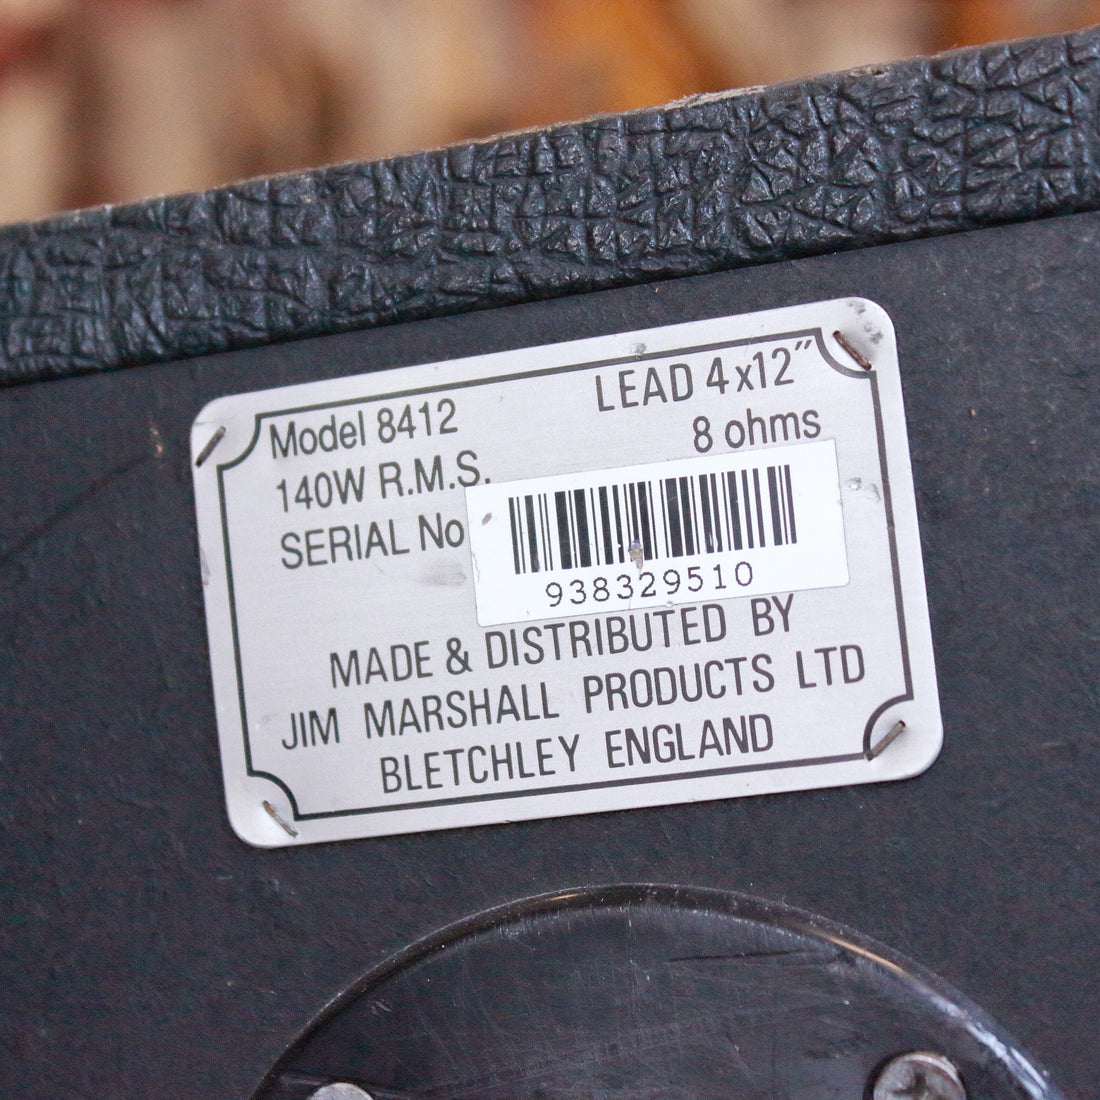 Model 8412 LEAD 4x12"
140W R.M.S. 8 ohms
SERIAL No
938329510
MADE & DISTRIBUTED BY
JIM MARSHALL PRODUCTS LTD
BLETCHLEY ENGLAND